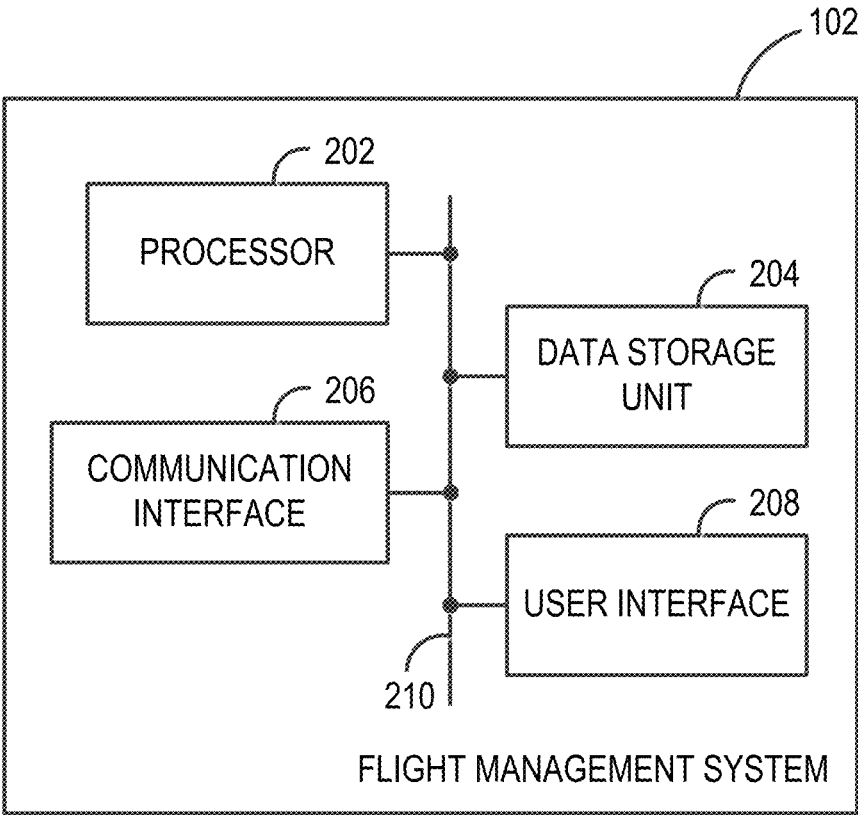 102
202
PROCESSOR
204
DATA STORAGE
UNIT
206
COMMUNICATION
INTERFACE
208
USER INTERFACE
210
FLIGHT MANAGEMENT SYSTEM